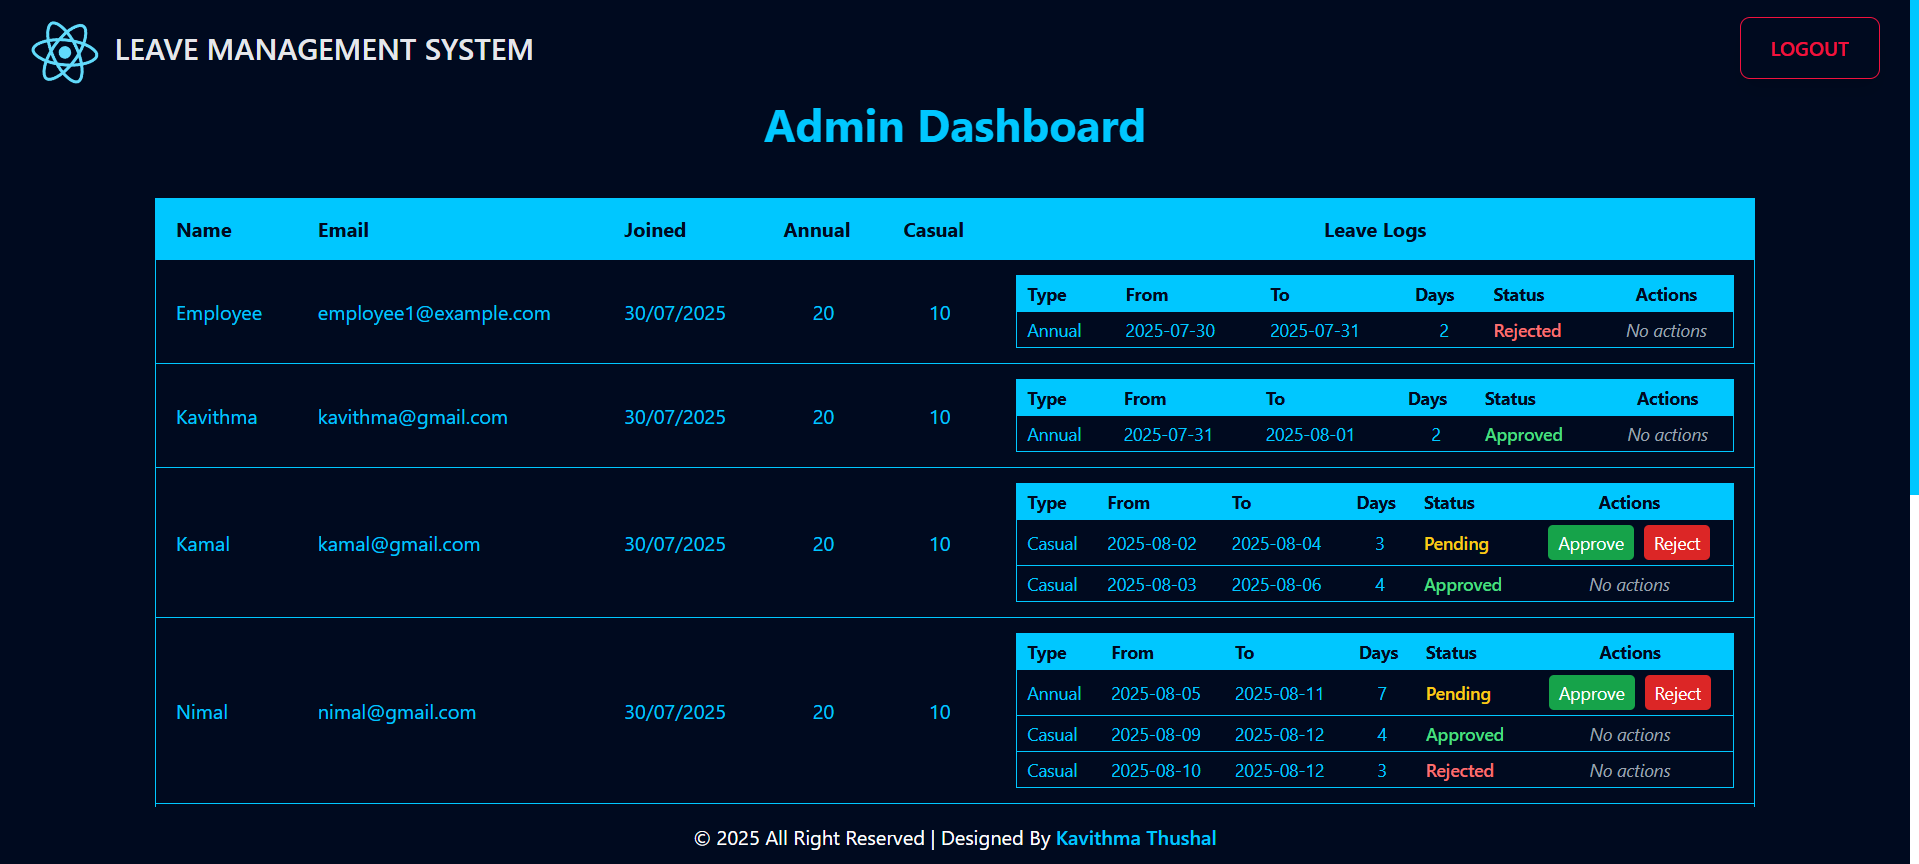 LEAVE MANAGEMENT SYSTEM
LOGOUT
Admin Dashboard
Name Email Joined Annual Casual Leave Logs
Type From To Days Status Actions
Employee employee1@example.com 30/07/2025 20 10
Annual 2025-07-30 2025-07-31 2 Rejected No actions
Type From To Days Status Actions
Kavithma kavithma@gmail.com 30/07/2025 20 10
Annual 2025-07-31 2025-08-01 2 Approved No actions
Type From To Days Status Actions
Kamal kamal@gmail.com 30/07/2025 20 10
Casual 2025-08-02 2025-08-04 3 Pending Approve Reject
Casual 2025-08-03 2025-08-06 4 Approved No actions
Type From To Days Status Actions
Nimal nimal@gmail.com 30/07/2025 20 10
Annual 2025-08-05 2025-08-11 7 Pending Approve Reject
Casual 2025-08-09 2025-08-12 4 Approved No actions
Casual 2025-08-10 2025-08-12 3 Rejected No actions
© 2025 All Right Reserved | Designed By Kavithma Thushal